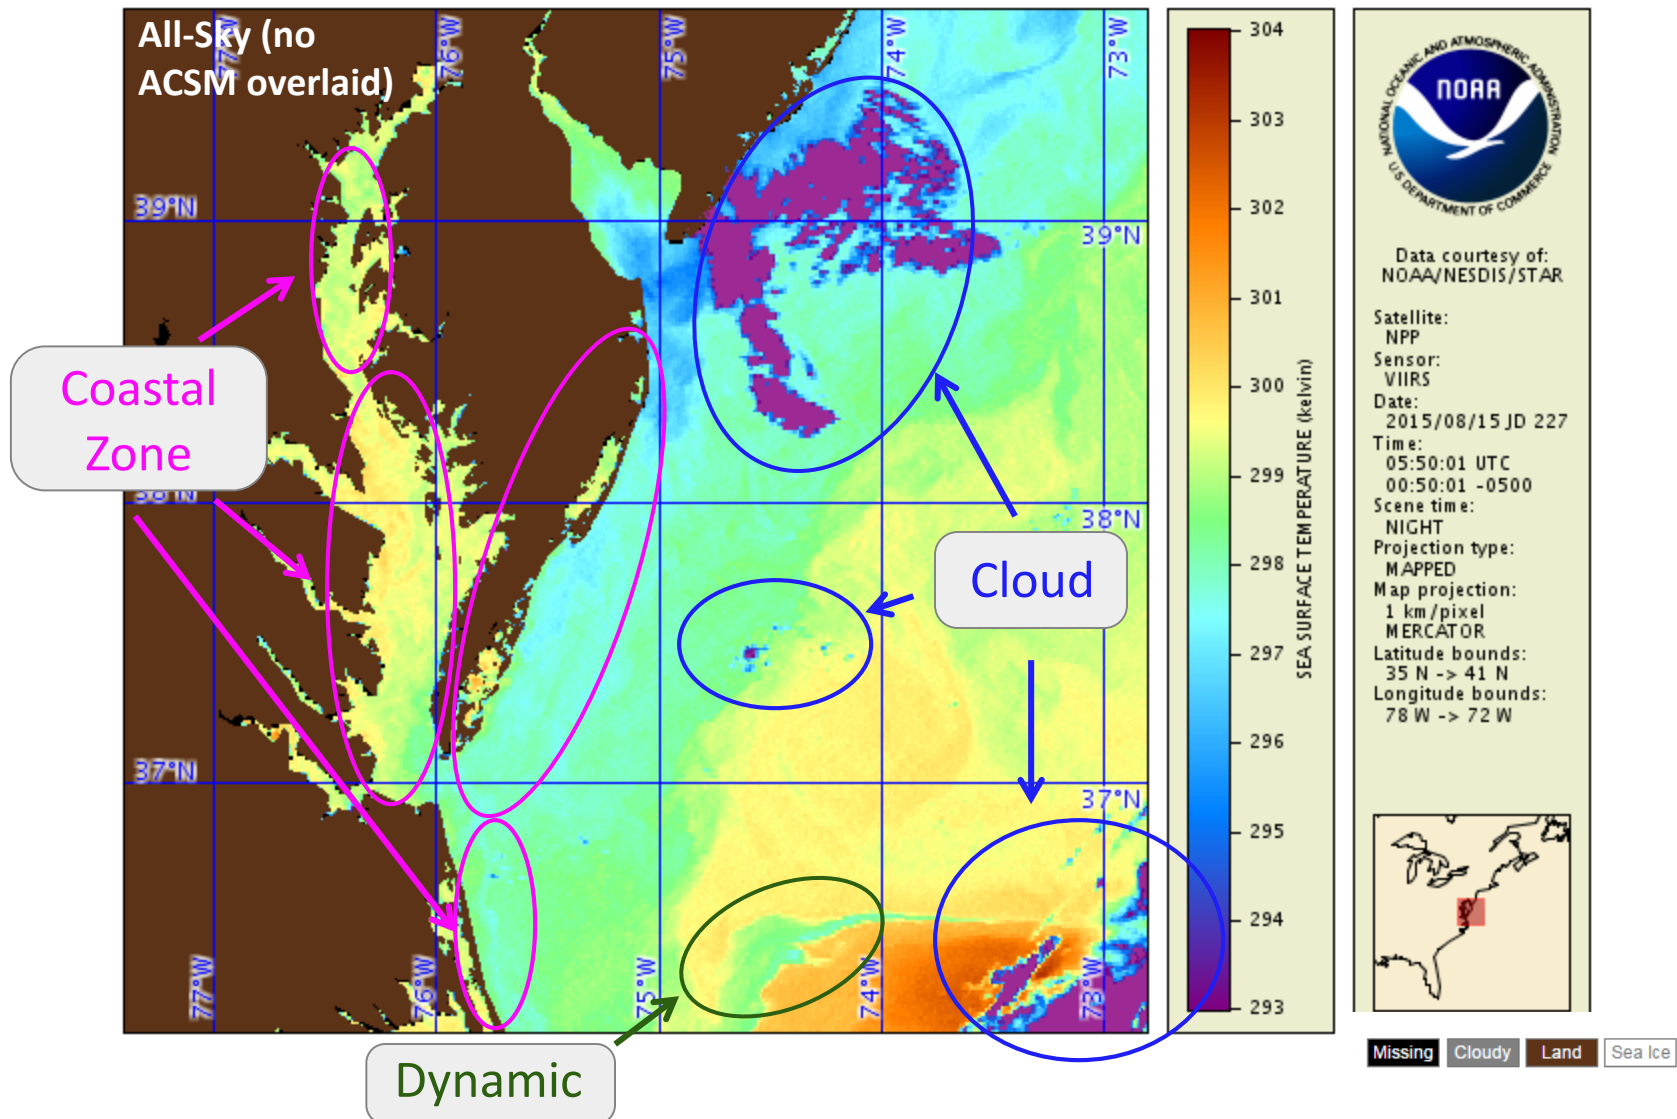 All-Sky (no
ACSM overlaid)
77°W
76°W
75°W
74°W
73°W
39°N
39°N
38°N
38°N
37°N
37°N
77°W
76°W
75°W
74°W
73°W
Coastal
Zone
Cloud
Dynamic
304
303
302
301
300
299
298
297
296
295
294
293
SEA SURFACE TEMPERATURE (kelvin)
NATIONAL OCEANIC AND ATMOSPHERIC ADMINISTRATION
NOAA
U.S. DEPARTMENT OF COMMERCE
Data courtesy of:
NOAA/NESDIS/STAR
Satellite:
NPP
Sensor:
VIIRS
Date:
2015/08/15 JD 227
Time:
05:50:01 UTC
00:50:01 -0500
Scene time:
NIGHT
Projection type:
MAPPED
Map projection:
1 km/pixel
MERCATOR
Latitude bounds:
35 N -> 41 N
Longitude bounds:
78 W -> 72 W
Missing
Cloudy
Land
Sea Ice